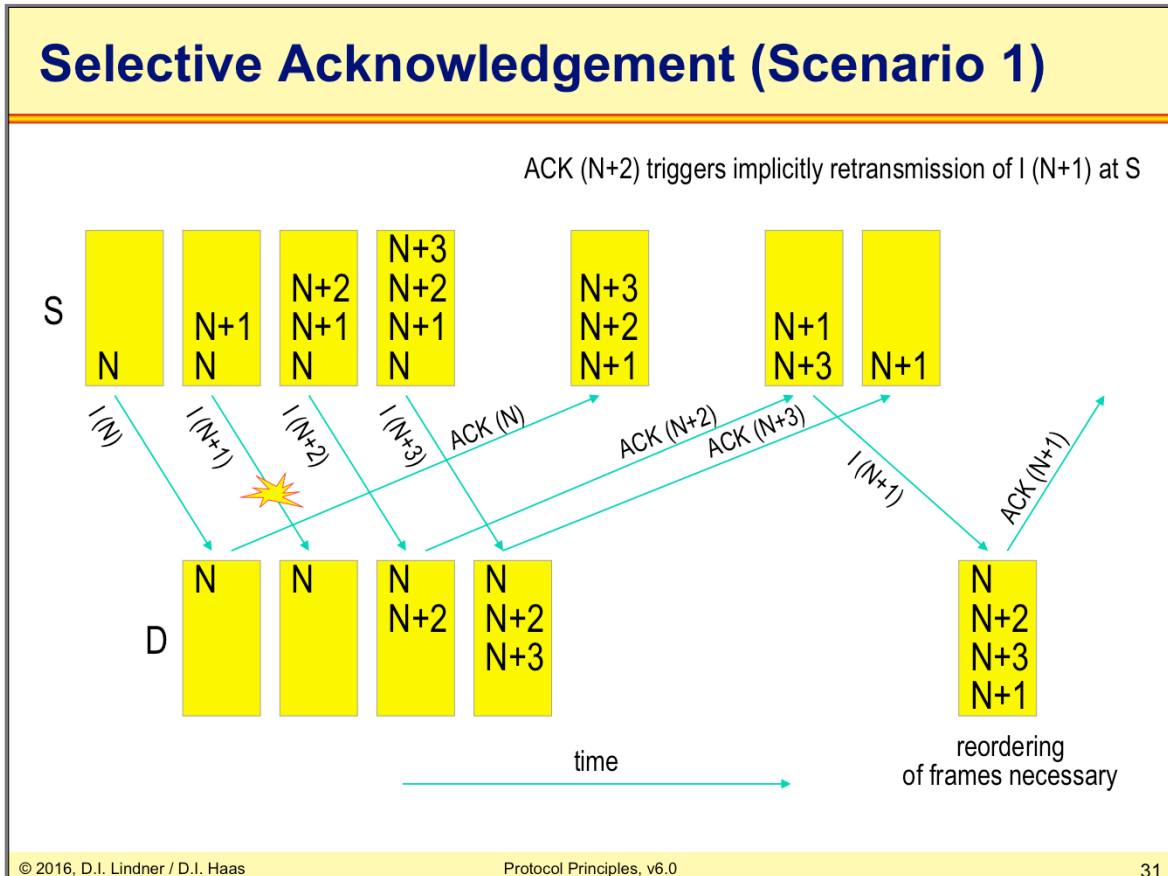 Selective Acknowledgement (Scenario 1)
ACK (N+2) triggers implicitly retransmission of I (N+1) at S
S
N
N+1
N
N+2
N+1
N
N+3
N+2
N+1
N
N+3
N+2
N+1
N+1
N+3
N+1
I (N)
I (N+1)
I (N+2)
I (N+3)
ACK (N)
ACK (N+2)
ACK (N+3)
I (N+1)
ACK (N+1)
D
N
N
N
N+2
N
N+2
N+3
N
N+2
N+3
N+1
time
reordering
of frames necessary
© 2016, D.I. Lindner / D.I. Haas
Protocol Principles, v6.0
31